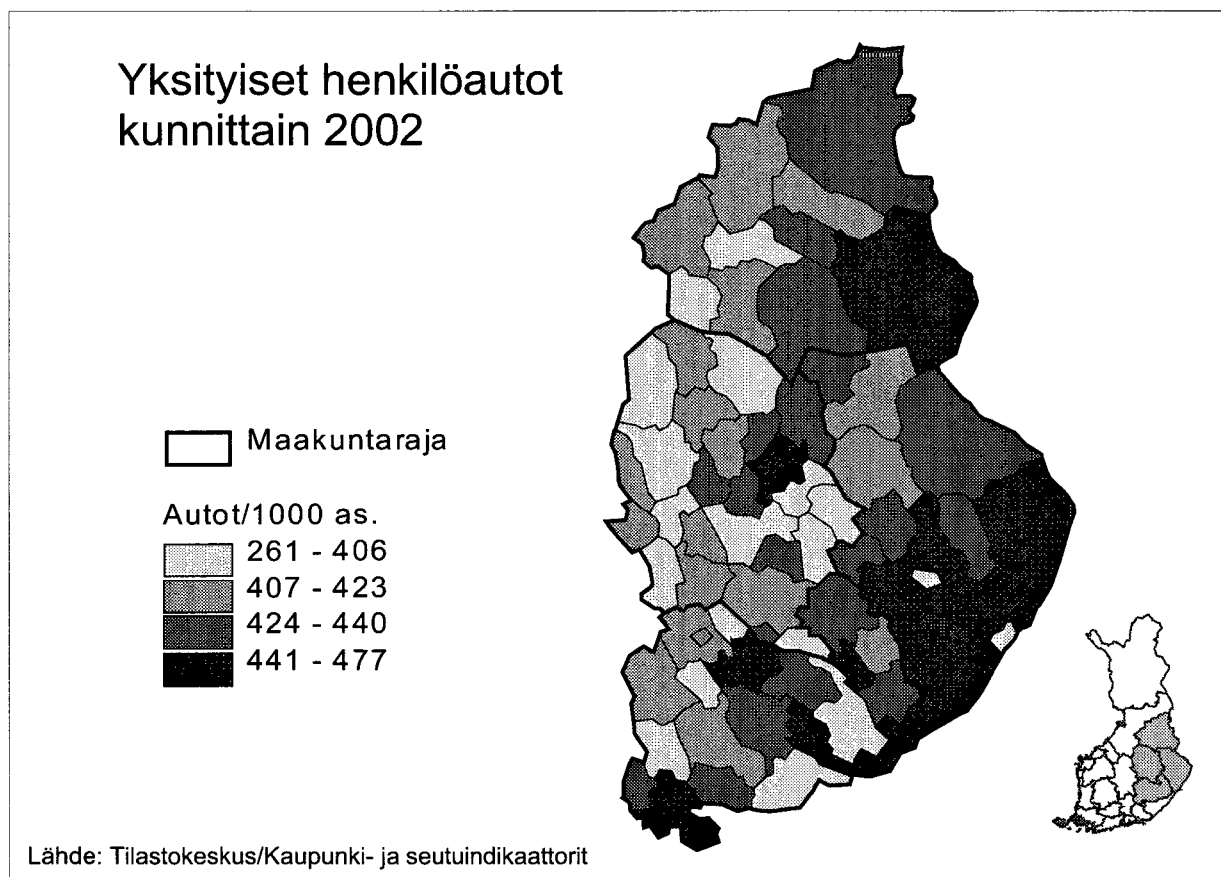 Yksityiset henkilöautot
kunnittain 2002
Maakuntaraja
Autot/1000 as.
261 - 406
407 - 423
424 - 440
441 - 477
Lähde: Tilastokeskus/Kaupunki- ja seutuindikaattorit